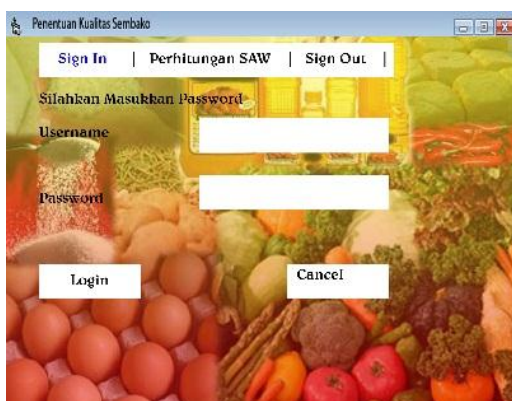 Penentuan Kualitas Sembako
Sign In | Perhitungan SAW | Sign Out |
Silahkan Masukkan Password
Username
Password
Login Cancel